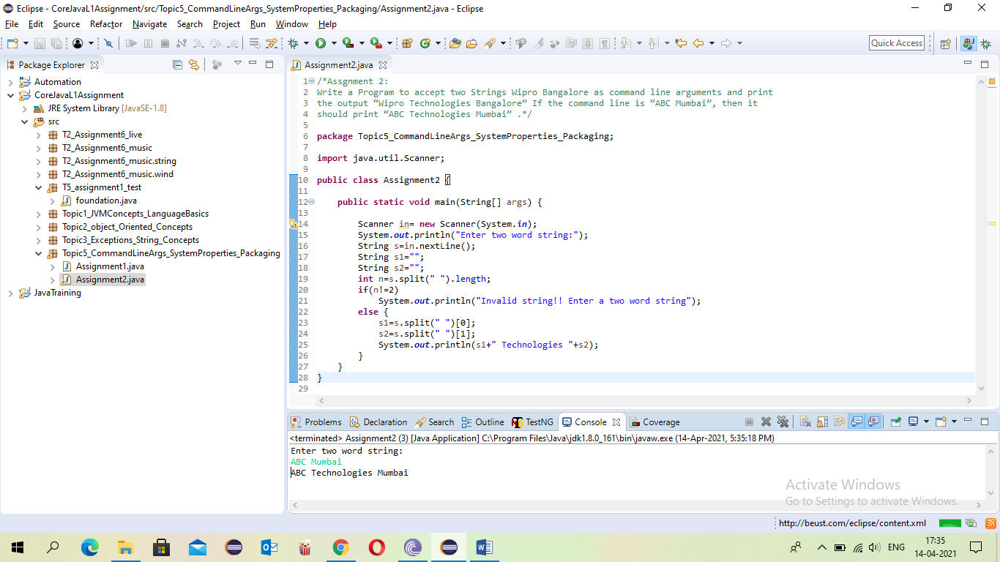 Eclipse - CoreJavaL1Assignment/src/Topic5_CommandLineArgs_SystemProperties_Packaging/Assignment2.java - Eclipse
File Edit Source Refactor Navigate Search Project Run Window Help
Quick Access
Package Explorer
Automation
CoreJavaL1Assignment
JRE System Library [JavaSE-1.8]
src
T2_Assignment6_live
T2_Assignment6_music
T2_Assignment6_music.string
T2_Assignment6_music.wind
T5_assignment1_test
foundation.java
Topic1_JVMConcepts_LanguageBasics
Topic2_object_Oriented_Concepts
Topic3_Exceptions_String_Concepts
Topic5_CommandLineArgs_SystemProperties_Packaging
Assignment1.java
Assignment2.java
JavaTraining
Assignment2.java
1 /*Assgnment 2:
2 Write a Program to accept two Strings Wipro Bangalore as command line arguments and print
3 the output “Wipro Technologies Bangalore” If the command line is “ABC Mumbai”, then it
4 should print “ABC Technologies Mumbai” .*/
5
6 package Topic5_CommandLineArgs_SystemProperties_Packaging;
7
8 import java.util.Scanner;
9
10 public class Assignment2 {
11
12 public static void main(String[] args) {
13
14 Scanner in= new Scanner(System.in);
15 System.out.println("Enter two word string:");
16 String s=in.nextLine();
17 String s1="";
18 String s2="";
19 int n=s.split(" ").length;
20 if(n!=2)
21 System.out.println("Invalid string!! Enter a two word string");
22 else {
23 s1=s.split(" ")[0];
24 s2=s.split(" ")[1];
25 System.out.println(s1+" Technologies "+s2);
26 }
27 }
28 }
29
Problems Declaration Search Outline TestNG Console Coverage
<terminated> Assignment2 (3) [Java Application] C:\Program Files\Java\jdk1.8.0_161\bin\javaw.exe (14-Apr-2021, 5:35:18 PM)
Enter two word string:
ABC Mumbai
ABC Technologies Mumbai
Activate Windows
Go to Settings to activate Windows.
http://beust.com/eclipse/content.xml
ENG
17:35
14-04-2021